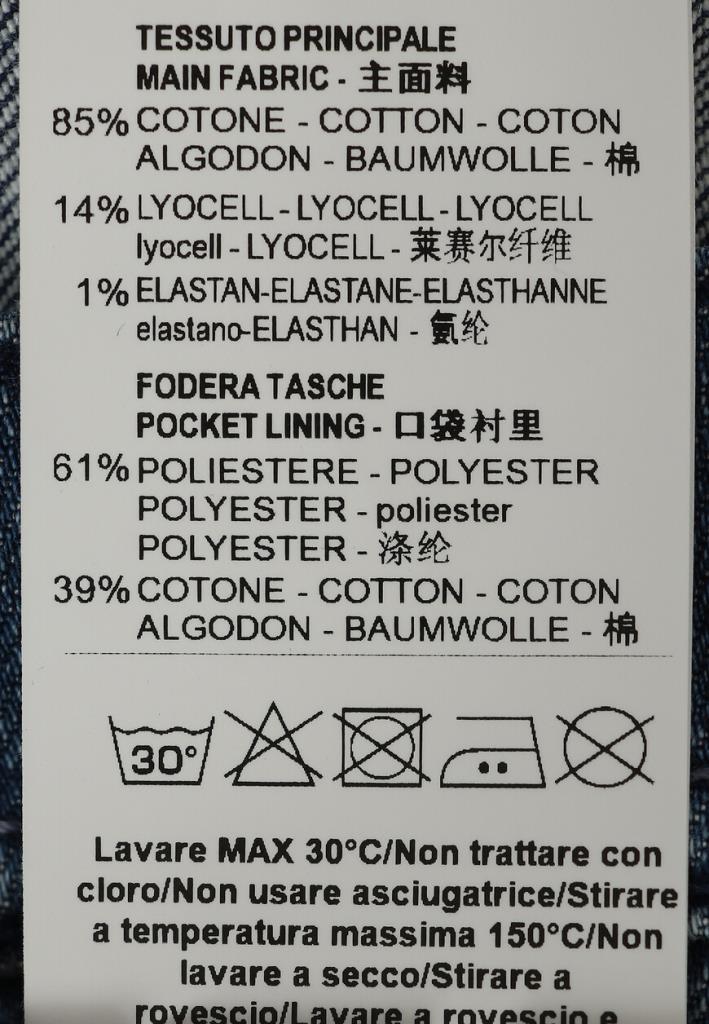 TESSUTO PRINCIPALE
MAIN FABRIC - 主面料
85% COTONE - COTTON - COTON
ALGODON - BAUMWOLLE - 棉
14% LYOCELL - LYOCELL - LYOCELL
lyocell - LYOCELL - 莱赛尔纤维
1% ELASTAN-ELASTANE-ELASTHANNE
elastano-ELASTHAN - 氨纶
FODERA TASCHE
POCKET LINING - 口袋衬里
61% POLIESTERE - POLYESTER
POLYESTER - poliester
POLYESTER - 涤纶
39% COTONE - COTTON - COTON
ALGODON - BAUMWOLLE - 棉
30°
Lavare MAX 30°C/Non trattare con
cloro/Non usare asciugatrice/Stirare
a temperatura massima 150°C/Non
lavare a secco/Stirare a
rovescio/Lavare a rovescio e